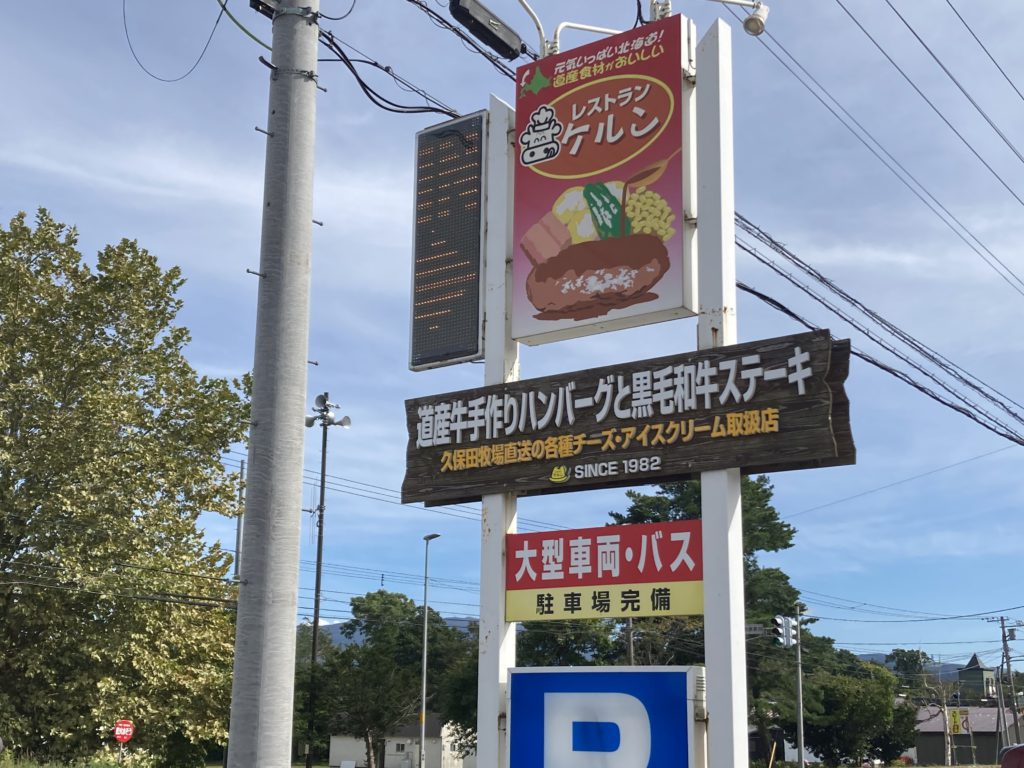 元気いっぱい北海道!
道産食材がおいしい
レストラン
ケルン
道産牛手作りハンバーグと黒毛和牛ステーキ
久保田牧場直送の各種チーズ・アイスクリーム取扱店
SINCE 1982
大型車両・バス
駐車場完備
P
止まれ